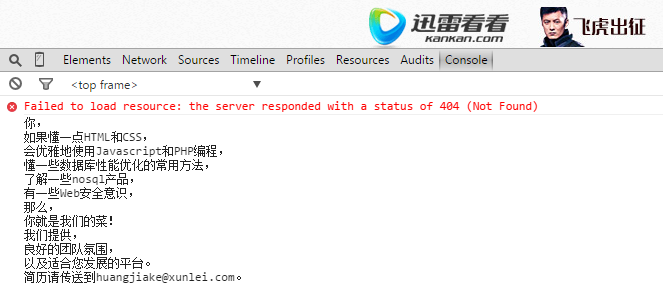 迅雷看看
kankan.com
飞虎出征
Elements Network Sources Timeline Profiles Resources Audits Console
<top frame>
Failed to load resource: the server responded with a status of 404 (Not Found)
你，
如果懂一点HTML和CSS，
会优雅地使用Javascript和PHP编程，
懂一些数据库性能优化的常用方法，
了解一些nosql产品，
有一些Web安全意识，
那么，
你就是我们的菜！
我们提供，
良好的团队氛围，
以及适合您发展的平台。
简历请传送到huangjiake@xunlei.com。